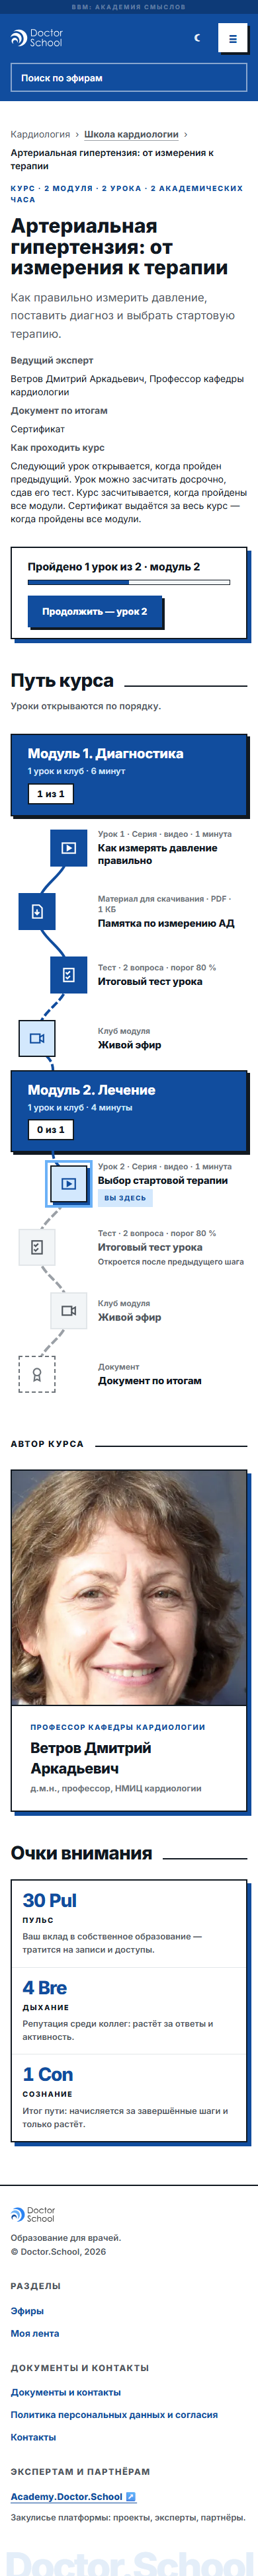 ВВМ: АКАДЕМИЯ СМЫСЛОВ
Doctor
School
Поиск по эфирам
Кардиология › Школа кардиологии ›
Артериальная гипертензия: от измерения к
терапии
КУРС · 2 МОДУЛЯ · 2 УРОКА · 2 АКАДЕМИЧЕСКИХ
ЧАСА
Артериальная
гипертензия: от
измерения к терапии
Как правильно измерить давление,
поставить диагноз и выбрать стартовую
терапию.
Ведущий эксперт
Ветров Дмитрий Аркадьевич, Профессор кафедры
кардиологии
Документ по итогам
Сертификат
Как проходить курс
Следующий урок открывается, когда пройден
предыдущий. Урок можно засчитать досрочно,
сдав его тест. Курс засчитывается, когда пройдены
все модули. Сертификат выдаётся за весь курс —
когда пройдены все модули.
Пройдено 1 урок из 2 · модуль 2
Продолжить — урок 2
Путь курса
Уроки открываются по порядку.
Модуль 1. Диагностика
1 урок и клуб · 6 минут
1 из 1
Урок 1 · Серия · видео · 1 минута
Как измерять давление
правильно
Материал для скачивания · PDF ·
1 КБ
Памятка по измерению АД
Тест · 2 вопроса · порог 80 %
Итоговый тест урока
Клуб модуля
Живой эфир
Модуль 2. Лечение
1 урок и клуб · 4 минуты
0 из 1
Урок 2 · Серия · видео · 1 минута
Выбор стартовой терапии
ВЫ ЗДЕСЬ
Тест · 2 вопроса · порог 80 %
Итоговый тест урока
Откроется после предыдущего шага
Клуб модуля
Живой эфир
Документ
Документ по итогам
АВТОР КУРСА
ПРОФЕССОР КАФЕДРЫ КАРДИОЛОГИИ
Ветров Дмитрий
Аркадьевич
д.м.н., профессор, НМИЦ кардиологии
Очки внимания
30 Pul
ПУЛЬС
Ваш вклад в собственное образование —
тратится на записи и доступы.
4 Bre
ДЫХАНИЕ
Репутация среди коллег: растёт за ответы и
активность.
1 Con
СОЗНАНИЕ
Итог пути: начисляется за завершённые шаги и
только растёт.
Doctor
School
Образование для врачей.
© Doctor.School, 2026
РАЗДЕЛЫ
Эфиры
Моя лента
ДОКУМЕНТЫ И КОНТАКТЫ
Документы и контакты
Политика персональных данных и согласия
Контакты
ЭКСПЕРТАМ И ПАРТНЁРАМ
Academy.Doctor.School
Закулисье платформы: проекты, эксперты, партнёры.
Doctor.School